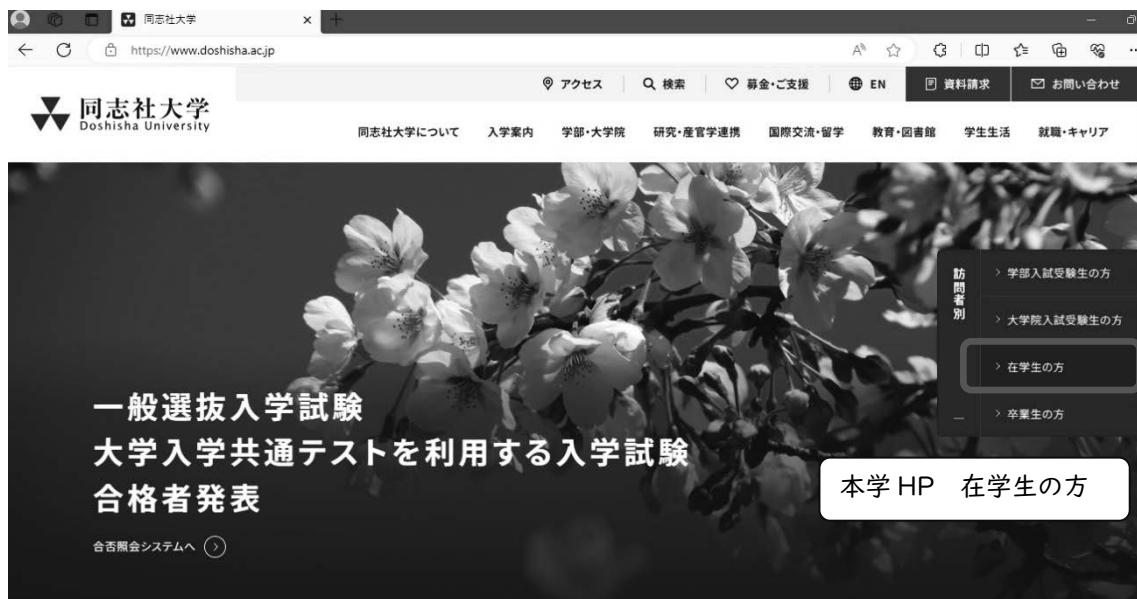 同志社大学
https://www.doshisha.ac.jp
アクセス 検索 募金・ご支援 EN 資料請求 お問い合わせ
同志社大学
Doshisha University
同志社大学について 入学案内 学部・大学院 研究・産官学連携 国際交流・留学 教育・図書館 学生生活 就職・キャリア
訪問者別
学部入試受験生の方
大学院入試受験生の方
在学生の方
卒業生の方
一般選抜入学試験
大学入学共通テストを利用する入学試験
合格者発表
合否照会システムへ
本学 HP 在学生の方